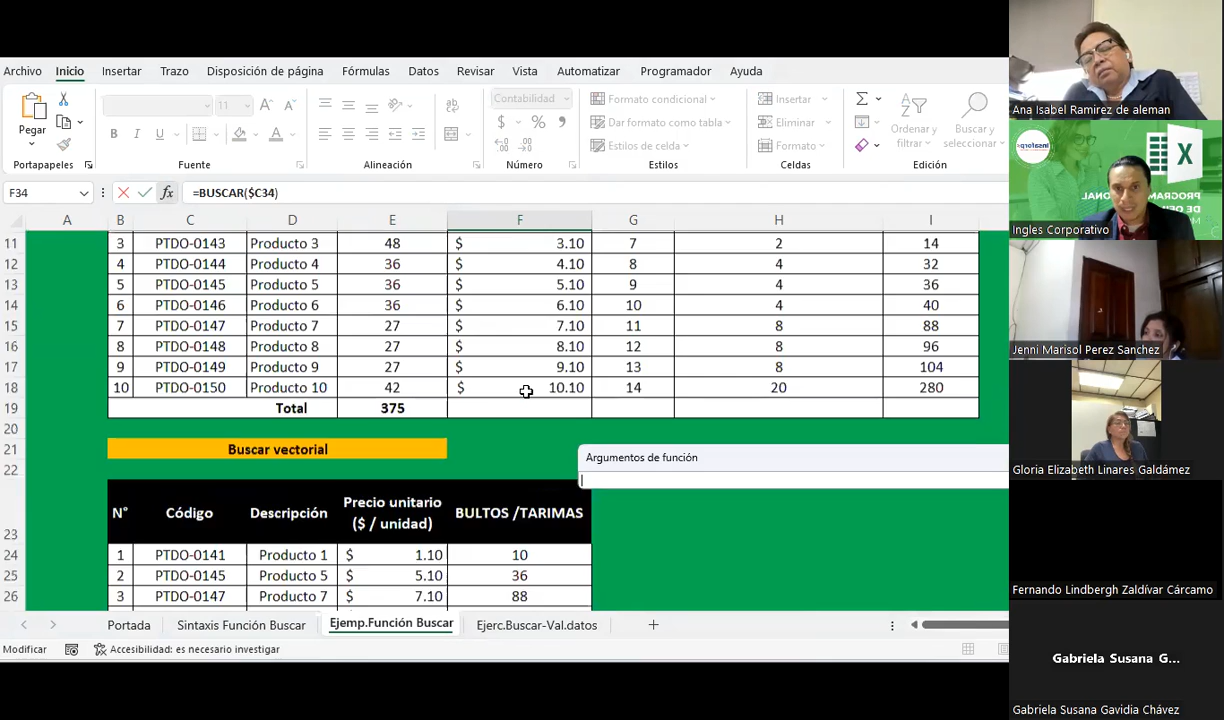 Archivo Inicio Insertar Trazo Disposición de página Fórmulas Datos Revisar Vista Automatizar Programador Ayuda
Pegar
11
Contabilidad
Formato condicional
Dar formato como tabla
Estilos de celda
Insertar
Eliminar
Formato
Ordenar y filtrar
Buscar y seleccionar
Portapapeles Fuente Alineación Número Estilos Celdas Edición
F34 fx =BUSCAR($C34)
A B C D E F G H I
11 3 PTDO-0143 Producto 3 48 $ 3.10 7 2 14
12 4 PTDO-0144 Producto 4 36 $ 4.10 8 4 32
13 5 PTDO-0145 Producto 5 36 $ 5.10 9 4 36
14 6 PTDO-0146 Producto 6 36 $ 6.10 10 4 40
15 7 PTDO-0147 Producto 7 27 $ 7.10 11 8 88
16 8 PTDO-0148 Producto 8 27 $ 8.10 12 8 96
17 9 PTDO-0149 Producto 9 27 $ 9.10 13 8 104
18 10 PTDO-0150 Producto 10 42 $ 10.10 14 20 280
19 Total 375
20
21 Buscar vectorial
22
Argumentos de función
23 N° Código Descripción Precio unitario ($ / unidad) BULTOS /TARIMAS
24 1 PTDO-0141 Producto 1 $ 1.10 10
25 2 PTDO-0145 Producto 5 $ 5.10 36
26 3 PTDO-0147 Producto 7 $ 7.10 88
Portada Sintaxis Función Buscar Ejemp.Función Buscar Ejerc.Buscar-Val.datos
Modificar Accesibilidad: es necesario investigar
Ana Isabel Ramirez de aleman
Ingles Corporativo
Jenni Marisol Perez Sanchez
Gloria Elizabeth Linares Galdámez
Fernando Lindbergh Zaldívar Cárcamo
Gabriela Susana G...
Gabriela Susana Gavidia Chávez